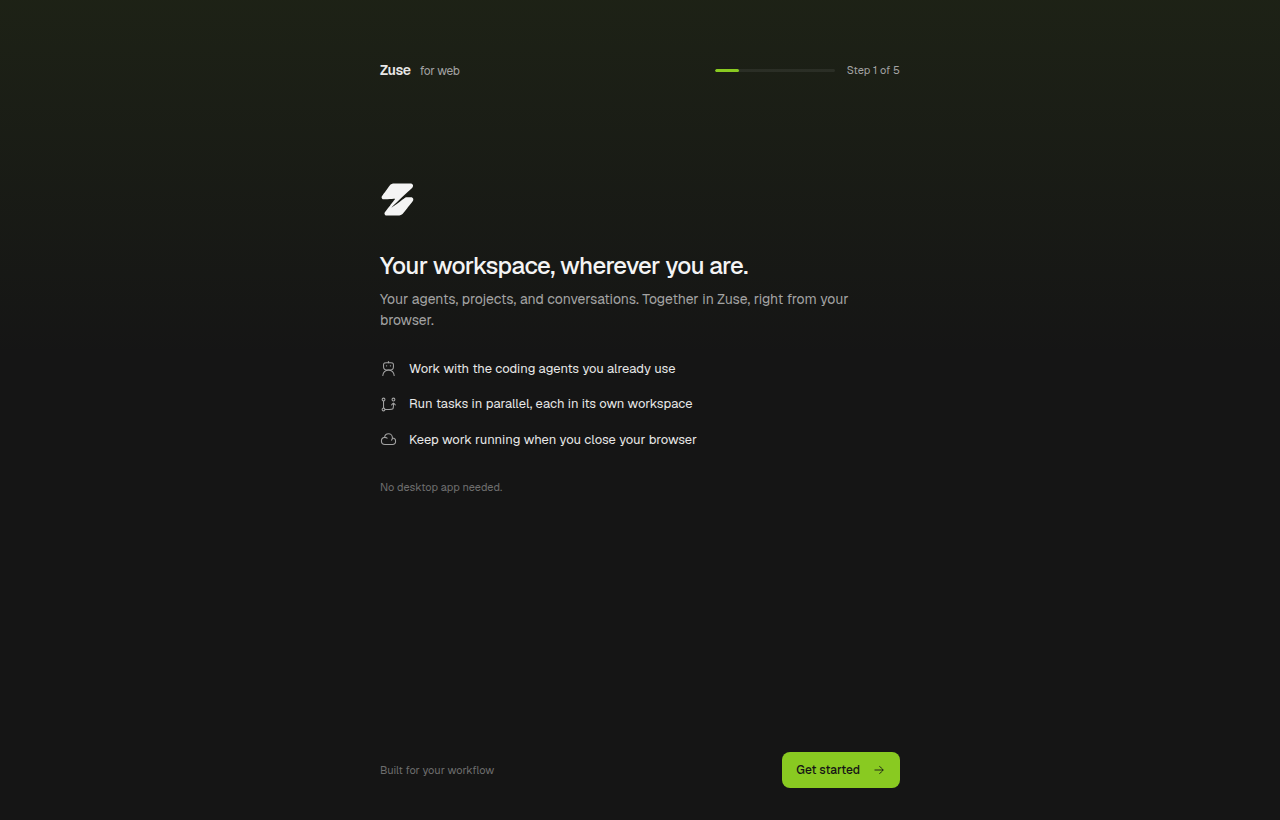 Zuse for web
Step 1 of 5
Your workspace, wherever you are.
Your agents, projects, and conversations. Together in Zuse, right from your
browser.
Work with the coding agents you already use
Run tasks in parallel, each in its own workspace
Keep work running when you close your browser
No desktop app needed.
Built for your workflow
Get started